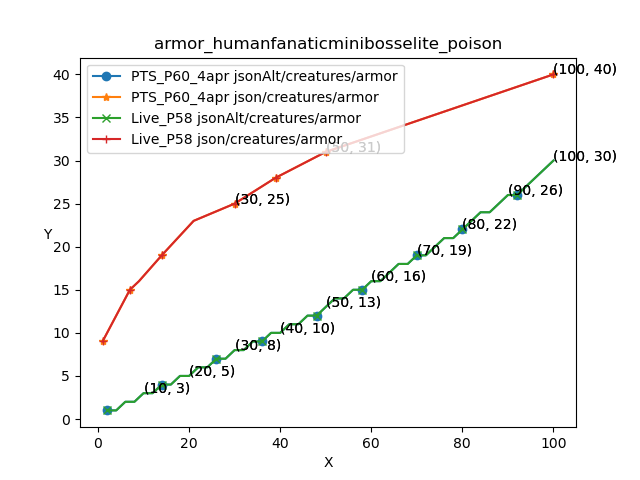 armor_humanfanaticminibosselite_poison
PTS_P60_4apr jsonAlt/creatures/armor
PTS_P60_4apr json/creatures/armor
Live_P58 jsonAlt/creatures/armor
Live_P58 json/creatures/armor
(100, 40)
(50, 31)
(30, 25)
(100, 30)
(90, 26)
(80, 22)
(70, 19)
(60, 16)
(50, 13)
(40, 10)
(30, 8)
(20, 5)
(10, 3)
40
35
30
25
20
15
10
5
0
Y
0 20 40 60 80 100
X